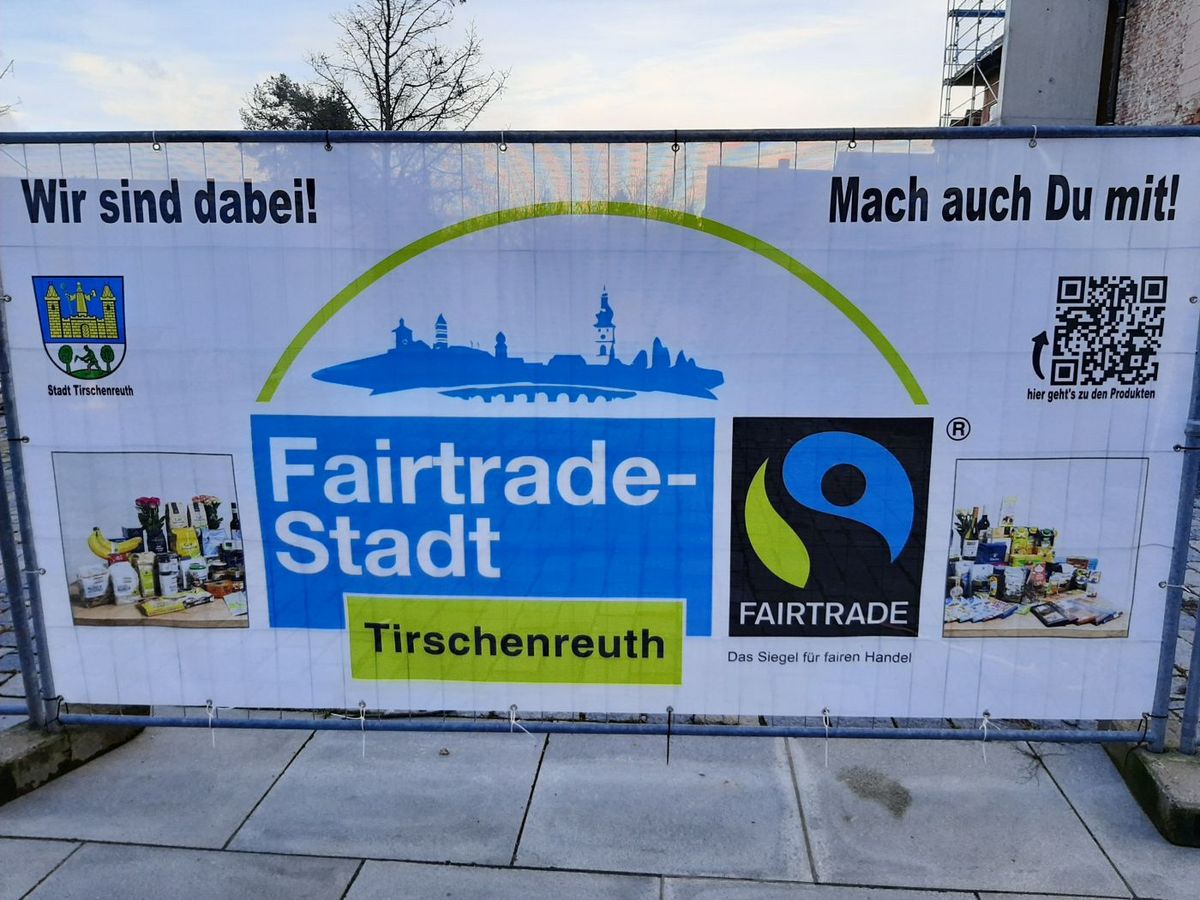 Wir sind dabei!
Mach auch Du mit!
Stadt Tirschenreuth
hier geht's zu den Produkten
Fairtrade-
Stadt
Tirschenreuth
®
FAIRTRADE
Das Siegel für fairen Handel